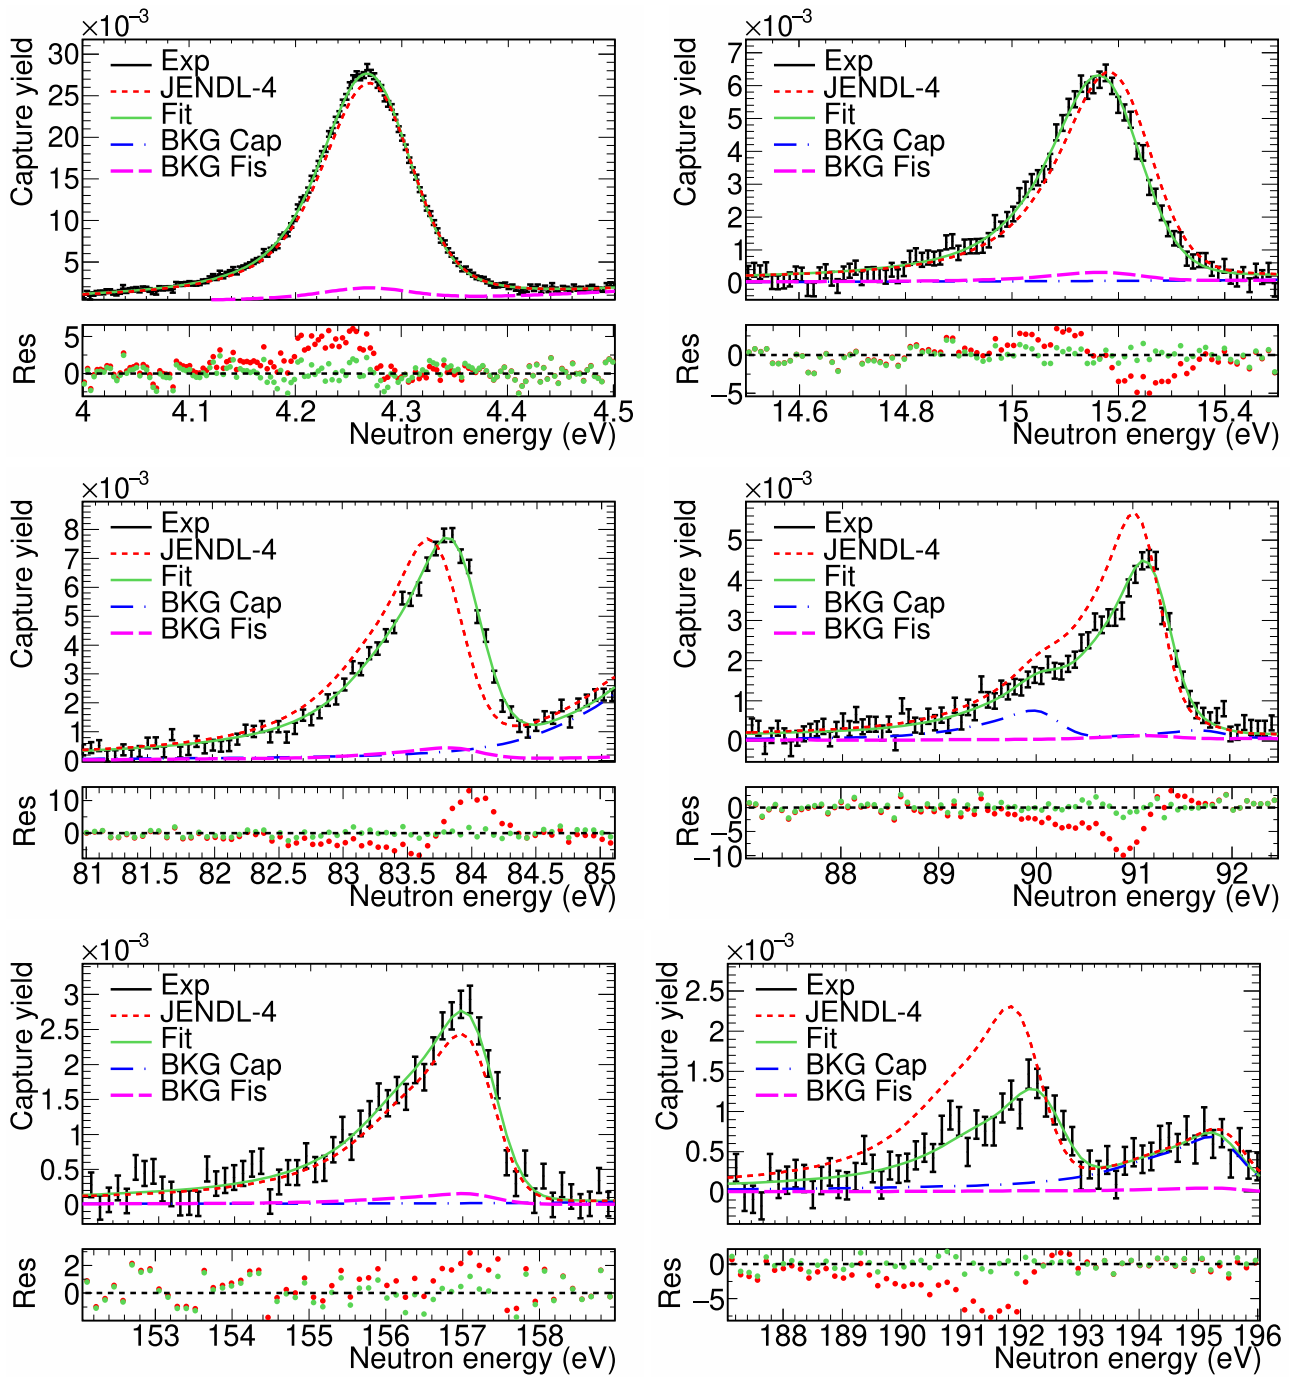 ×10⁻³
Capture yield
30
25
20
15
10
5
Exp
JENDL-4
Fit
BKG Cap
BKG Fis
Res
5
0
4 4.1 4.2 4.3 4.4 4.5
Neutron energy (eV)
×10⁻³
Capture yield
7
6
5
4
3
2
1
0
Exp
JENDL-4
Fit
BKG Cap
BKG Fis
Res
0
−5
14.6 14.8 15 15.2 15.4
Neutron energy (eV)
×10⁻³
Capture yield
8
7
6
5
4
3
2
1
0
Exp
JENDL-4
Fit
BKG Cap
BKG Fis
Res
10
0
81 81.5 82 82.5 83 83.5 84 84.5 85
Neutron energy (eV)
×10⁻³
Capture yield
5
4
3
2
1
0
Exp
JENDL-4
Fit
BKG Cap
BKG Fis
Res
0
−5
−10
88 89 90 91 92
Neutron energy (eV)
×10⁻³
Capture yield
3
2.5
2
1.5
1
0.5
0
Exp
JENDL-4
Fit
BKG Cap
BKG Fis
Res
2
0
153 154 155 156 157 158
Neutron energy (eV)
×10⁻³
Capture yield
2.5
2
1.5
1
0.5
0
Exp
JENDL-4
Fit
BKG Cap
BKG Fis
Res
0
−5
188 189 190 191 192 193 194 195 196
Neutron energy (eV)